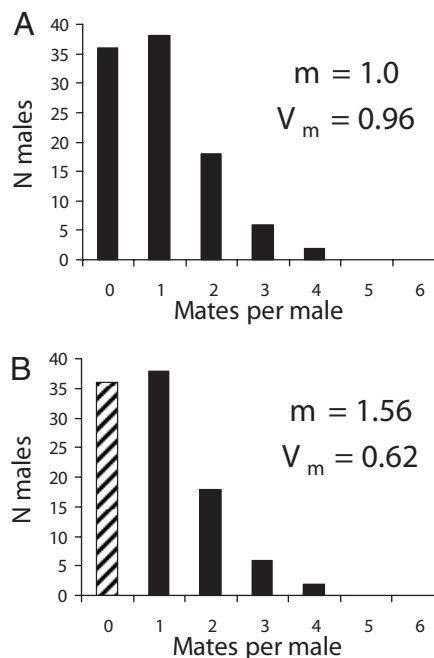 A
40
35
30
25
20
15
10
5
0
N males
m = 1.0
V m = 0.96
0 1 2 3 4 5 6
Mates per male
B
40
35
30
25
20
15
10
5
0
N males
m = 1.56
V m = 0.62
0 1 2 3 4 5 6
Mates per male